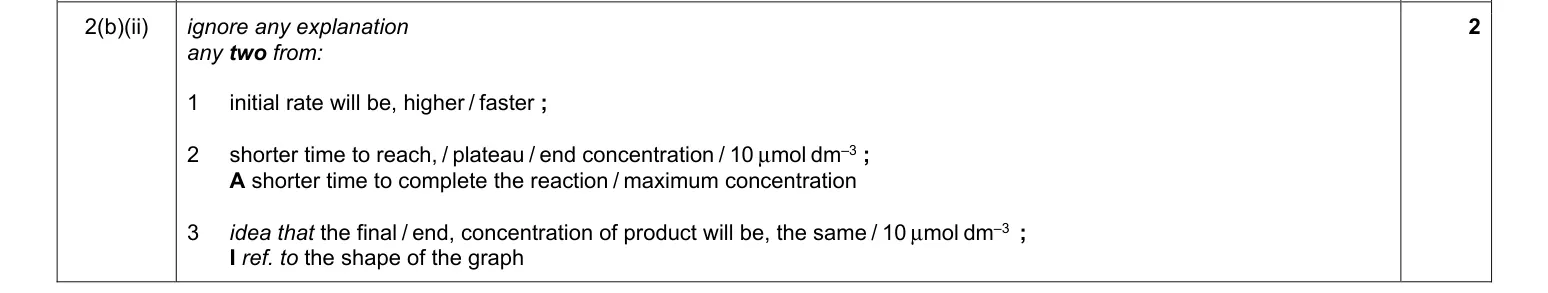 2(b)(ii) ignore any explanation 2
any two from:
1 initial rate will be, higher / faster ;
2 shorter time to reach, / plateau / end concentration / 10 μmol dm⁻³ ;
A shorter time to complete the reaction / maximum concentration
3 idea that the final / end, concentration of product will be, the same / 10 μmol dm⁻³ ;
I ref. to the shape of the graph